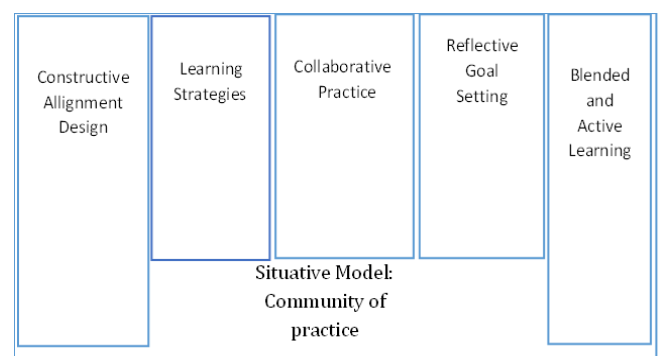 Constructive
Allignment
Design
Learning
Strategies
Collaborative
Practice
Reflective
Goal
Setting
Blended
and
Active
Learning
Situative Model:
Community of
practice